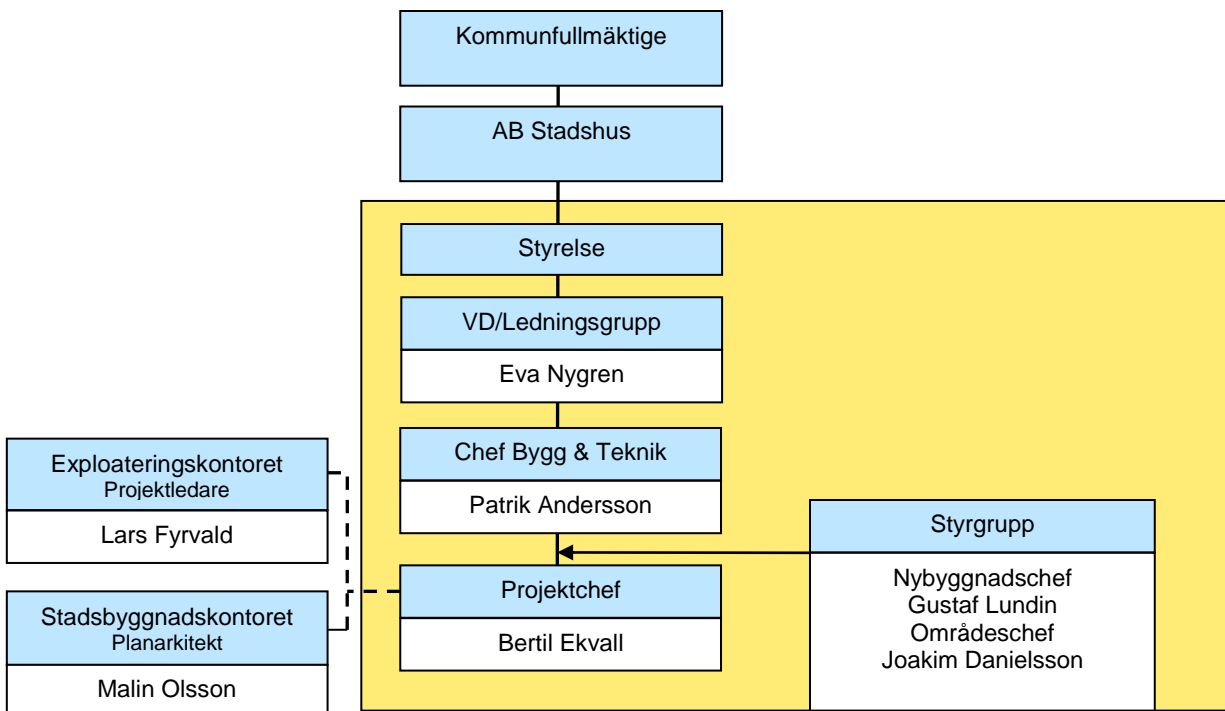 Kommunfullmäktige
AB Stadshus
Styrelse
VD/Ledningsgrupp
Eva Nygren
Chef Bygg & Teknik
Patrik Andersson
Exploateringskontoret
Projektledare
Lars Fyrvald
Styrgrupp
Nybyggnadschef
Gustaf Lundin
Områdeschef
Joakim Danielsson
Projektchef
Bertil Ekvall
Stadsbyggnadskontoret
Planarkitekt
Malin Olsson